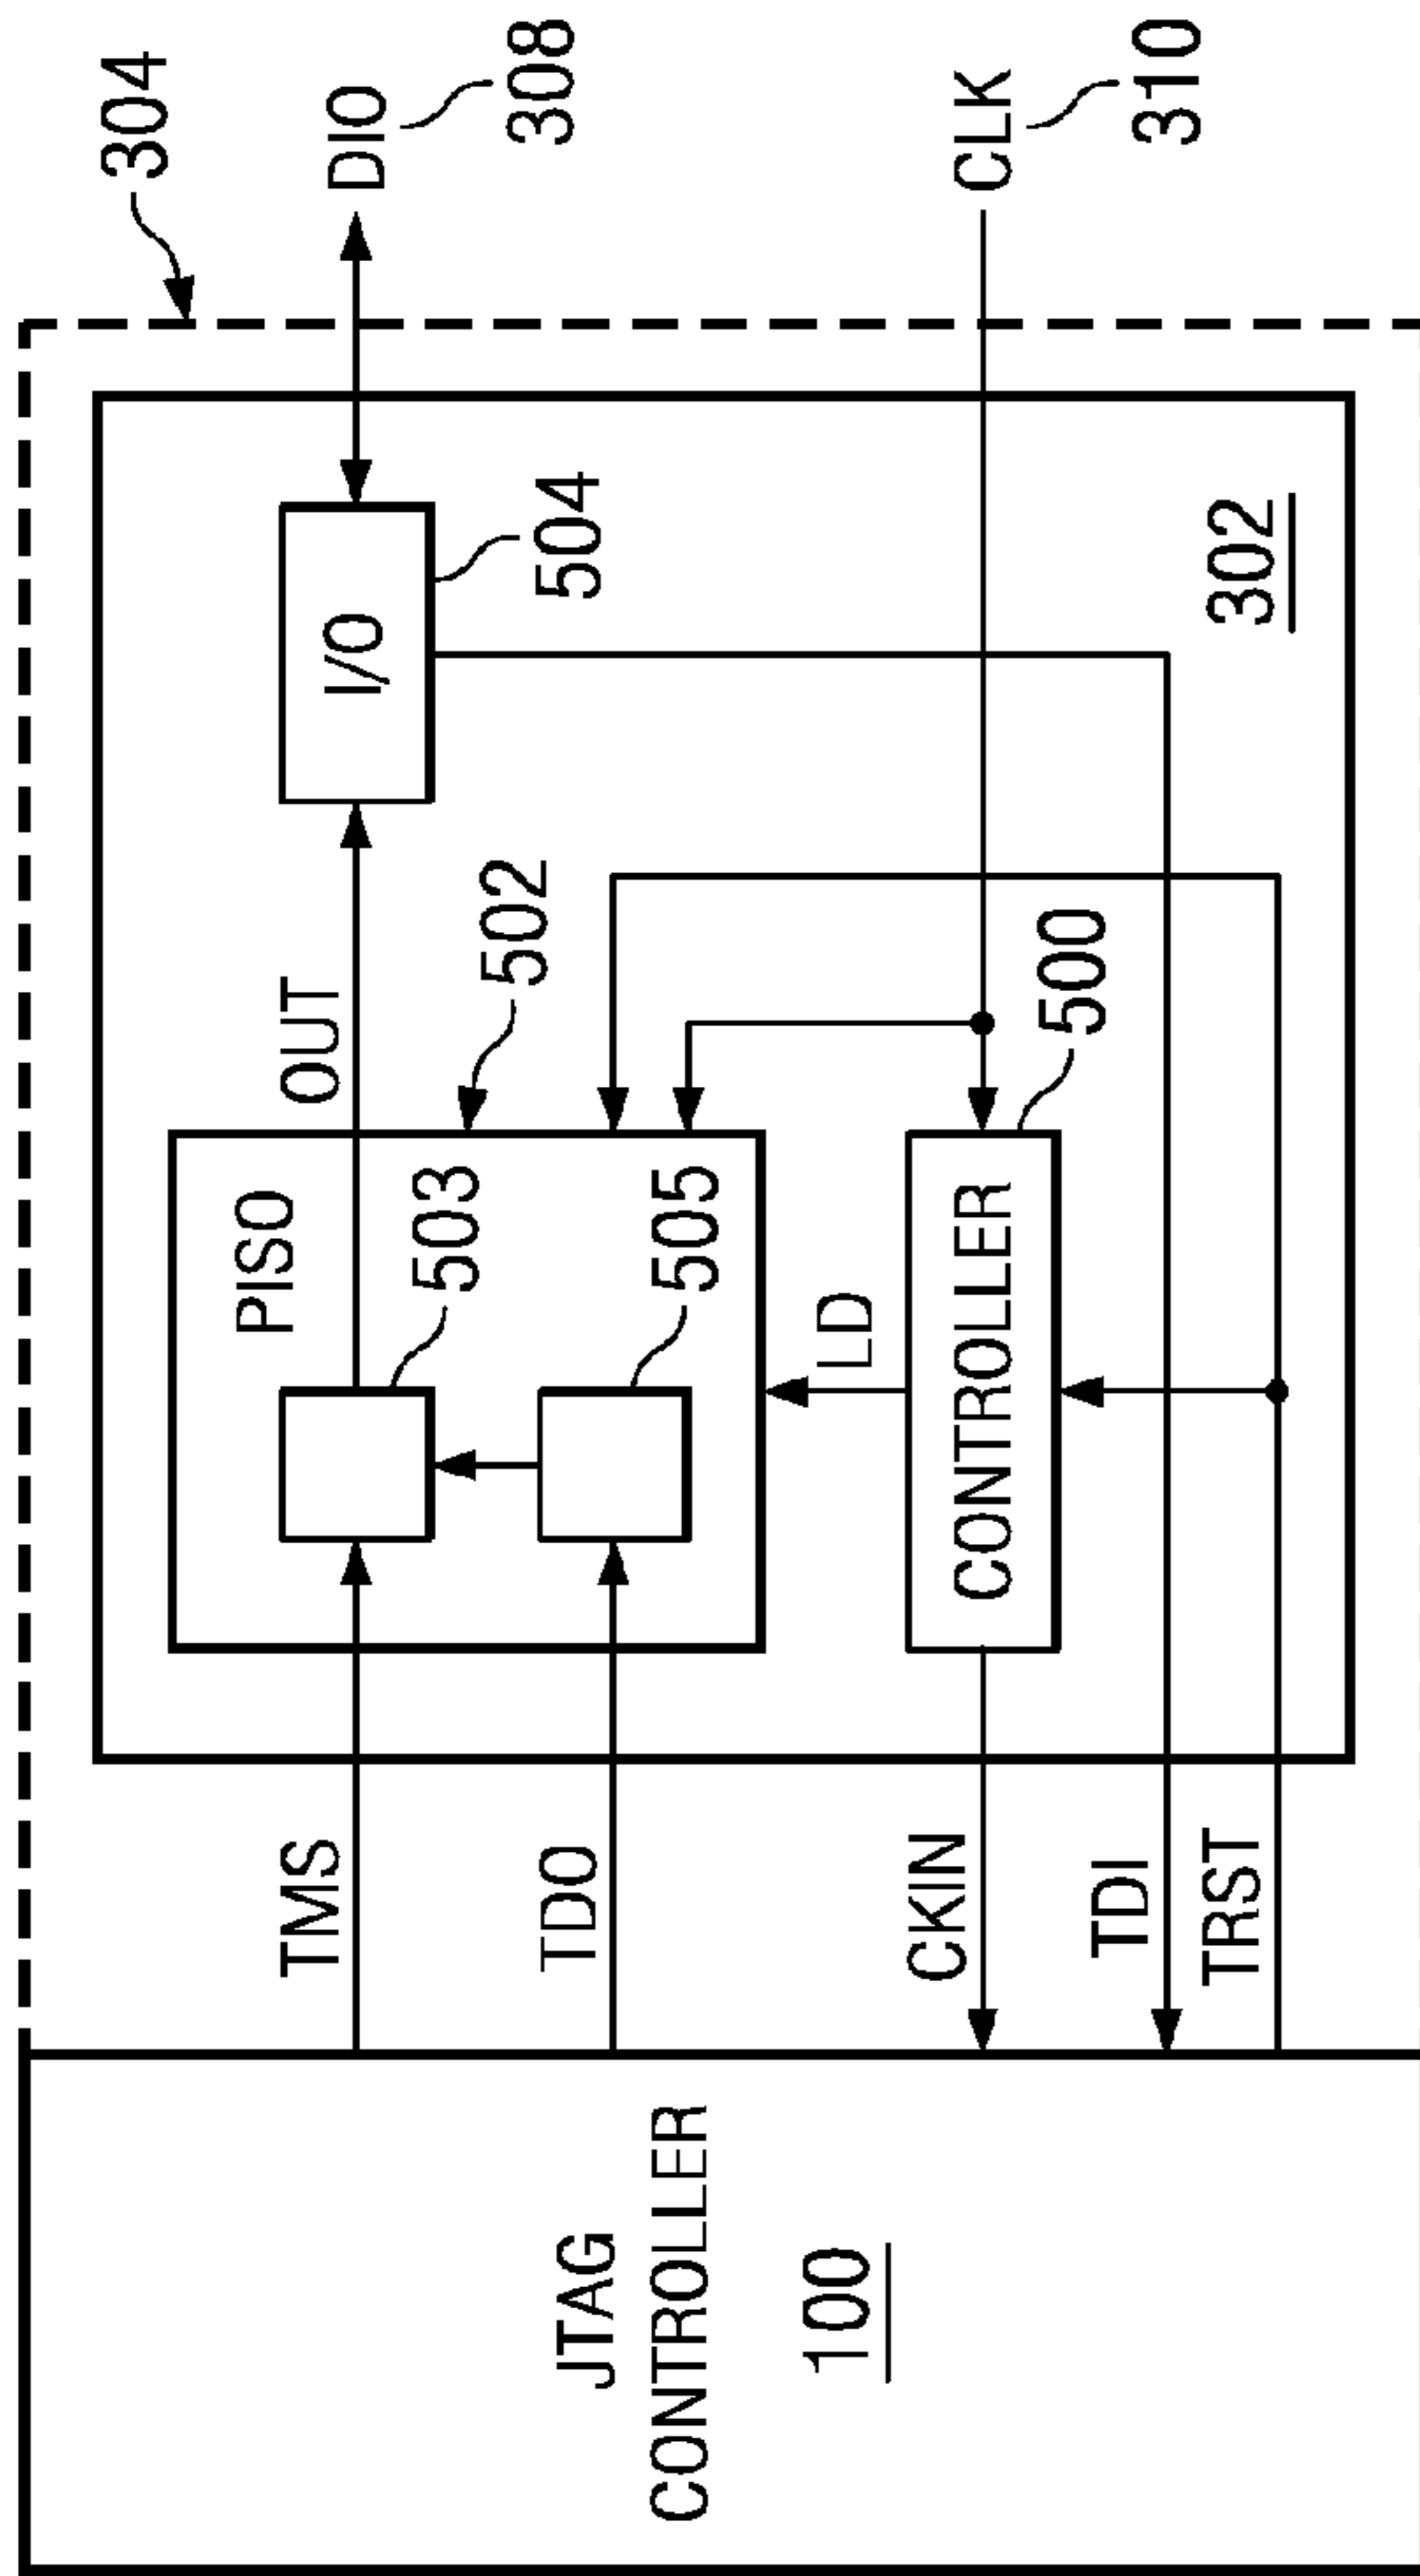 304
DIO
308
I/O
504
OUT
502
PISO
503
505
LD
CONTROLLER
500
302
CLK
310
TMS
TDO
CKIN
TDI
TRST
JTAG
CONTROLLER
100